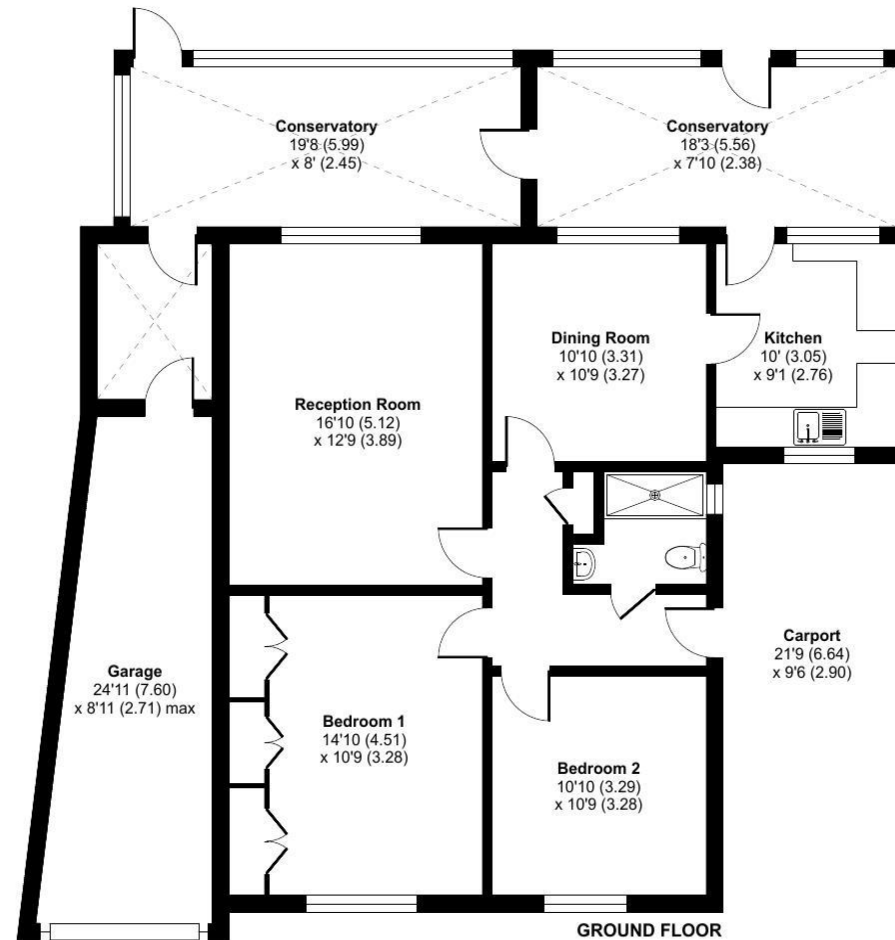 Conservatory
19'8 (5.99)
x 8' (2.45)
Conservatory
18'3 (5.56)
x 7'10 (2.38)
Dining Room
10'10 (3.31)
x 10'9 (3.27)
Kitchen
10' (3.05)
x 9'1 (2.76)
Reception Room
16'10 (5.12)
x 12'9 (3.89)
Carport
21'9 (6.64)
x 9'6 (2.90)
Garage
24'11 (7.60)
x 8'11 (2.71) max
Bedroom 1
14'10 (4.51)
x 10'9 (3.28)
Bedroom 2
10'10 (3.29)
x 10'9 (3.28)
GROUND FLOOR